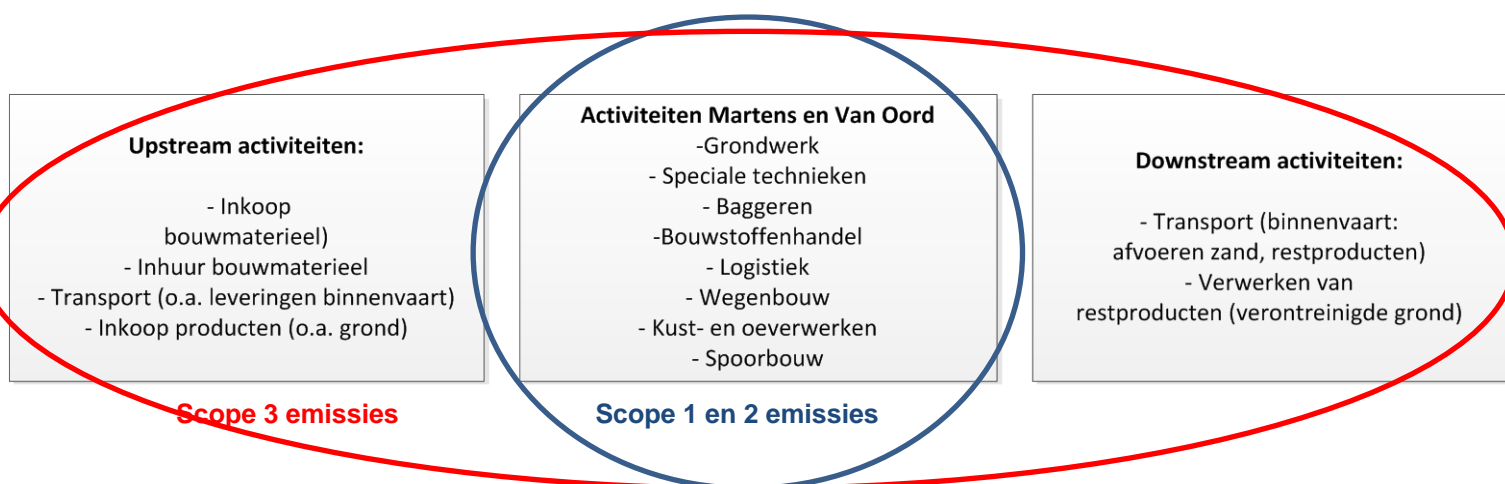 Upstream activiteiten:
- Inkoop
bouwmaterieel)
- Inhuur bouwmaterieel
- Transport (o.a. leveringen binnenvaart)
- Inkoop producten (o.a. grond)
Activiteiten Martens en Van Oord
-Grondwerk
- Speciale technieken
- Baggeren
-Bouwstoffenhandel
- Logistiek
- Wegenbouw
- Kust- en oeverwerken
- Spoorbouw
Downstream activiteiten:
- Transport (binnenvaart:
afvoeren zand, restproducten)
- Verwerken van
restproducten (verontreinigde grond)
Scope 3 emissies
Scope 1 en 2 emissies